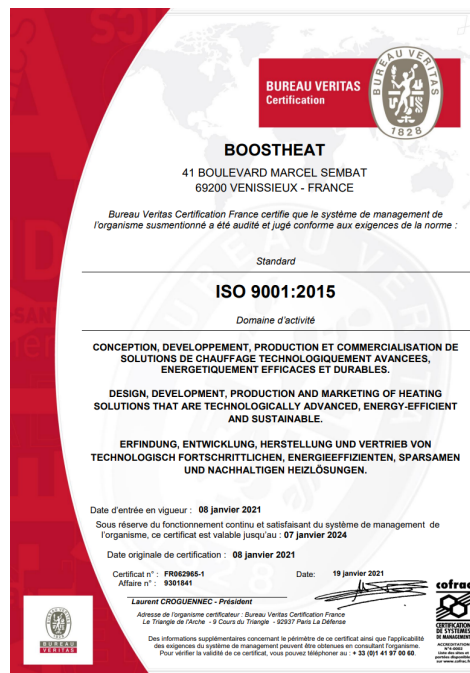 BUREAU VERITAS
Certification
BUREAU VERITAS
1828
BOOSTHEAT
41 BOULEVARD MARCEL SEMBAT
69200 VENISSIEUX - FRANCE
Bureau Veritas Certification France certifie que le système de management de
l'organisme susmentionné a été audité et jugé conforme aux exigences de la norme :
Standard
ISO 9001:2015
Domaine d'activité
CONCEPTION, DEVELOPPEMENT, PRODUCTION ET COMMERCIALISATION DE
SOLUTIONS DE CHAUFFAGE TECHNOLOGIQUEMENT AVANCEES,
ENERGETIQUEMENT EFFICACES ET DURABLES.
DESIGN, DEVELOPMENT, PRODUCTION AND MARKETING OF HEATING
SOLUTIONS THAT ARE TECHNOLOGICALLY ADVANCED, ENERGY-EFFICIENT
AND SUSTAINABLE.
ERFINDUNG, ENTWICKLUNG, HERSTELLUNG UND VERTRIEB VON
TECHNOLOGISCH FORTSCHRITTLICHEN, ENERGIEEFFIZIENTEN, SPARSAMEN
UND NACHHALTIGEN HEIZLÖSUNGEN.
Date d'entrée en vigueur : 08 janvier 2021
Sous réserve du fonctionnement continu et satisfaisant du système de management de
l'organisme, ce certificat est valable jusqu'au : 07 janvier 2024
Date originale de certification : 08 janvier 2021
Certificat n° : FR062965-1 Date: 19 janvier 2021
Affaire n° : 9301841
Laurent CROGUENNEC - Président
Adresse de l'organisme certificateur : Bureau Veritas Certification France
Le Triangle de l'Arche - 9 Cours du Triangle - 92937 Paris La Défense
Des informations supplémentaires concernant le périmètre de ce certificat ainsi que l'applicabilité
des exigences du système de management peuvent être obtenues en consultant l'organisme.
Pour vérifier la validité de ce certificat, vous pouvez téléphoner au : + 33 (0)1 41 97 00 60.
cofrac
CERTIFICATION
DE SYSTEMES
DE MANAGEMENT
BUREAU
VERITAS